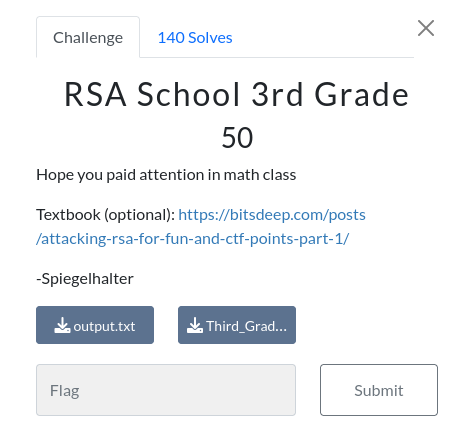 Challenge
140 Solves
RSA School 3rd Grade
50
Hope you paid attention in math class
Textbook (optional): https://bitsdeep.com/posts
/attacking-rsa-for-fun-and-ctf-points-part-1/
-Spiegelhalter
output.txt
Third_Grad...
Flag
Submit